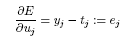 ∂E/∂u_j = y_j − t_j := e_j